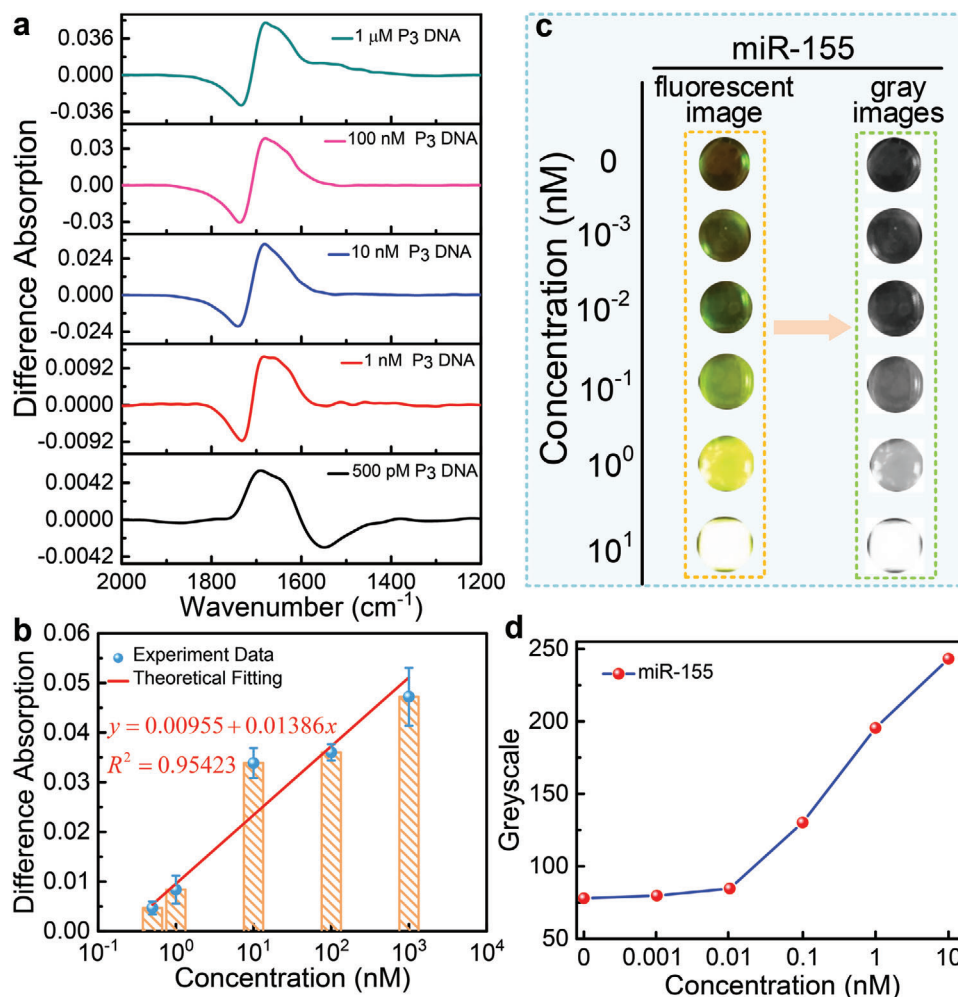 a
0.036
0.000
-0.036
1 μM P₃ DNA
0.03
0.00
-0.03
100 nM P₃ DNA
0.024
0.000
-0.024
10 nM P₃ DNA
0.0092
0.0000
-0.0092
1 nM P₃ DNA
0.0042
0.0000
-0.0042
500 pM P₃ DNA
Difference Absorption
2000 1800 1600 1400 1200
Wavenumber (cm⁻¹)
b
0.06
0.05
0.04
0.03
0.02
0.01
0.00
Difference Absorption
Experiment Data
Theoretical Fitting
y = 0.00955 + 0.01386x
R² = 0.95423
10⁻¹ 10⁰ 10¹ 10² 10³ 10⁴
Concentration (nM)
c
miR-155
fluorescent
image
gray
images
Concentration (nM)
0
10⁻³
10⁻²
10⁻¹
10⁰
10¹
d
250
200
150
100
50
Greyscale
miR-155
0 0.001 0.01 0.1 1 10
Concentration (nM)